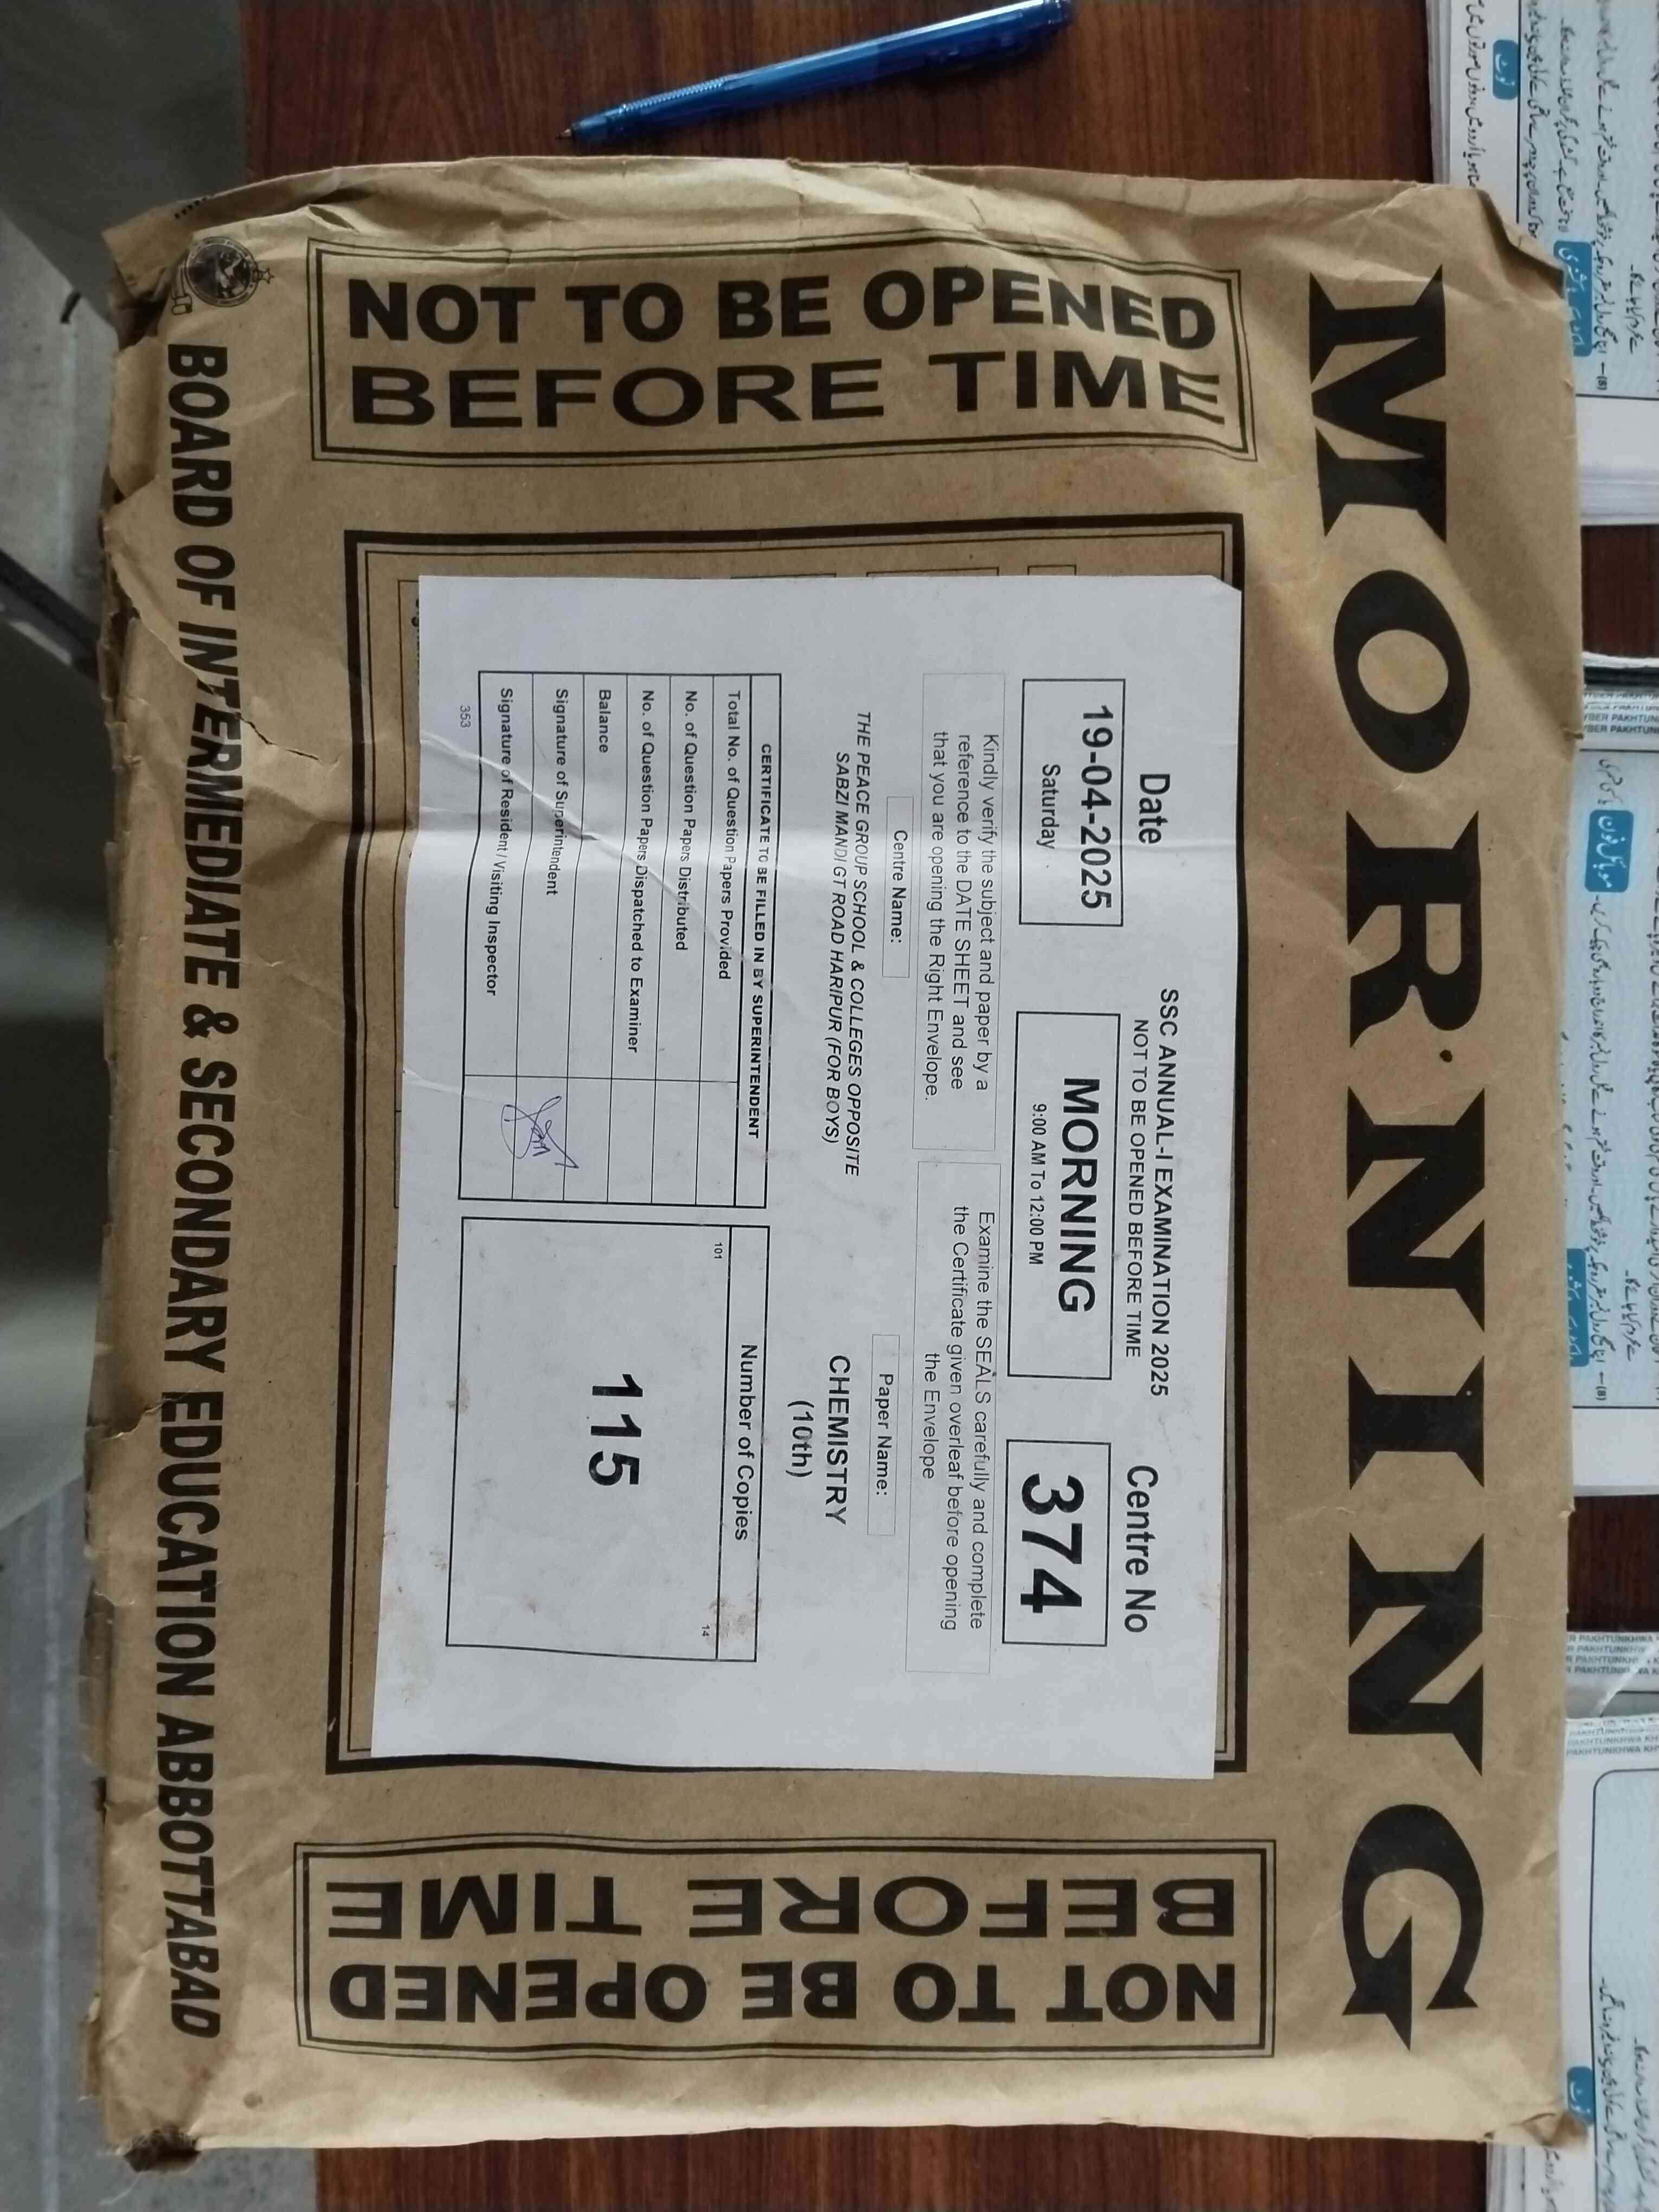 MORNING
NOT TO BE OPENED
BEFORE TIME
Date
19-04-2025
Saturday
SSC ANNUAL-I EXAMINATION 2025
NOT TO BE OPENED BEFORE TIME
MORNING
9:00 AM To 12:00 PM
Centre No
374
Kindly verify the subject and paper by a
reference to the DATE SHEET and see
that you are opening the Right Envelope.
Examine the SEALS carefully and complete
the Certificate given overleaf before opening
the Envelope
Centre Name:
THE PEACE GROUP SCHOOL & COLLEGES OPPOSITE
SABZI MANDI GT ROAD HARIPUR (FOR BOYS)
Paper Name:
CHEMISTRY
(10th)
CERTIFICATE TO BE FILLED IN BY SUPERINTENDENT
Total No. of Question Papers Provided
No. of Question Papers Distributed
No. of Question Papers Dispatched to Examiner
Balance
Signature of Superintendent
Signature of Resident / Visiting Inspector
353
Number of Copies
101
14
115
NOT TO BE OPENED
BEFORE TIME
BOARD OF INTERMEDIATE & SECONDARY EDUCATION ABBOTTABAD